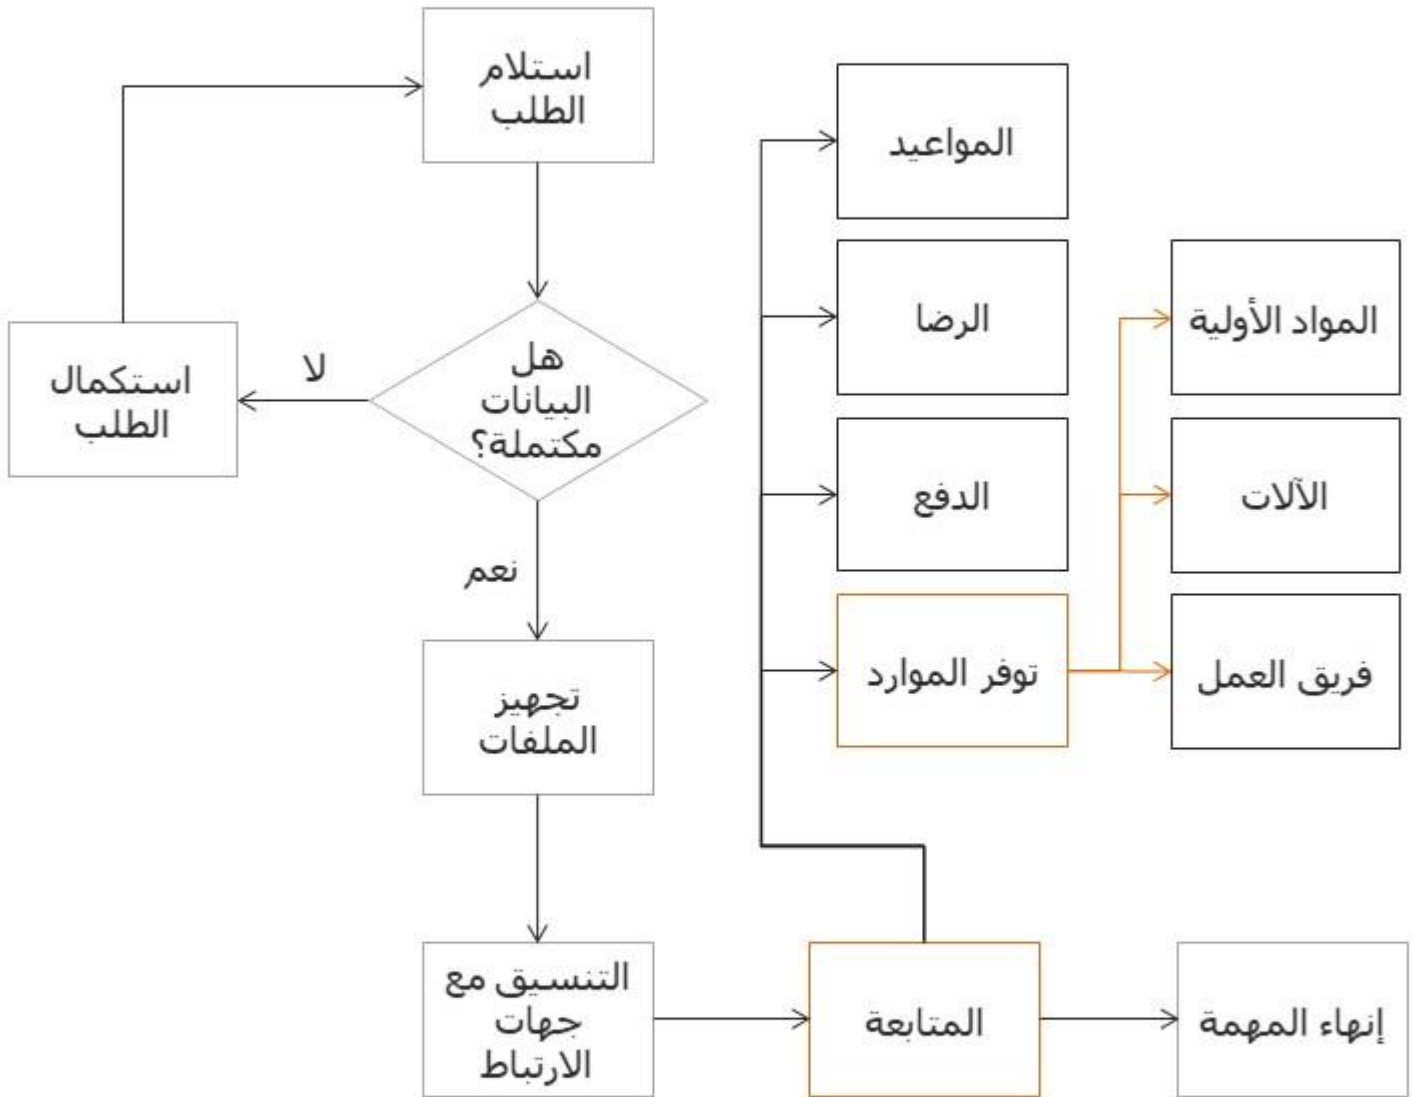 استلام
الطلب
هل
البيانات
مكتملة؟
لا
استكمال
الطلب
نعم
تجهيز
الملفات
التنسيق مع
جهات
الارتباط
المتابعة
إنهاء المهمة
المواعيد
الرضا
الدفع
توفر الموارد
المواد الأولية
الآلات
فريق العمل